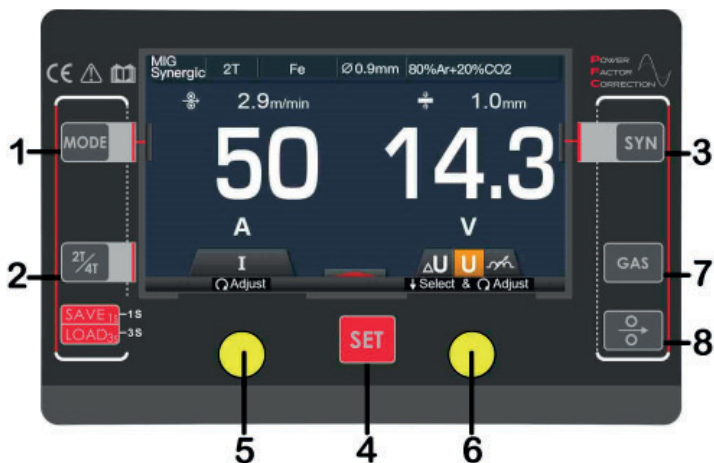 MIG
Synergic 2T Fe Ø0.9mm 80%Ar+20%CO2
CE
POWER
FACTOR
CORRECTION
2.9m/min 1.0mm
1 MODE 50 14.3 SYN 3
A V
2 2T/4T I ΔU U GAS 7
Adjust Select & Adjust
SAVE 1s 1S
LOAD 3s 3S
SET
8
5 4 6